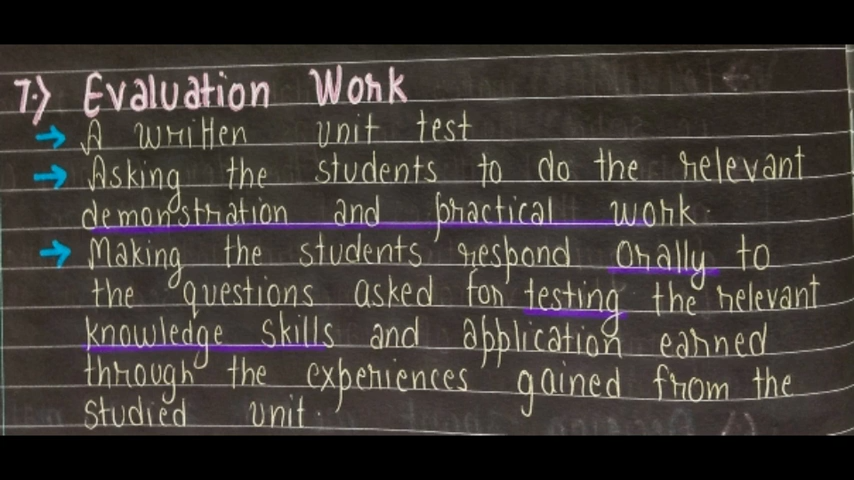 7.) Evaluation Work
→ A written unit test
→ Asking the students to do the relevant
demonstration and practical work.
→ Making the students respond orally to
the questions asked for testing the relevant
knowledge skills and application earned
through the experiences gained from the
studied unit.